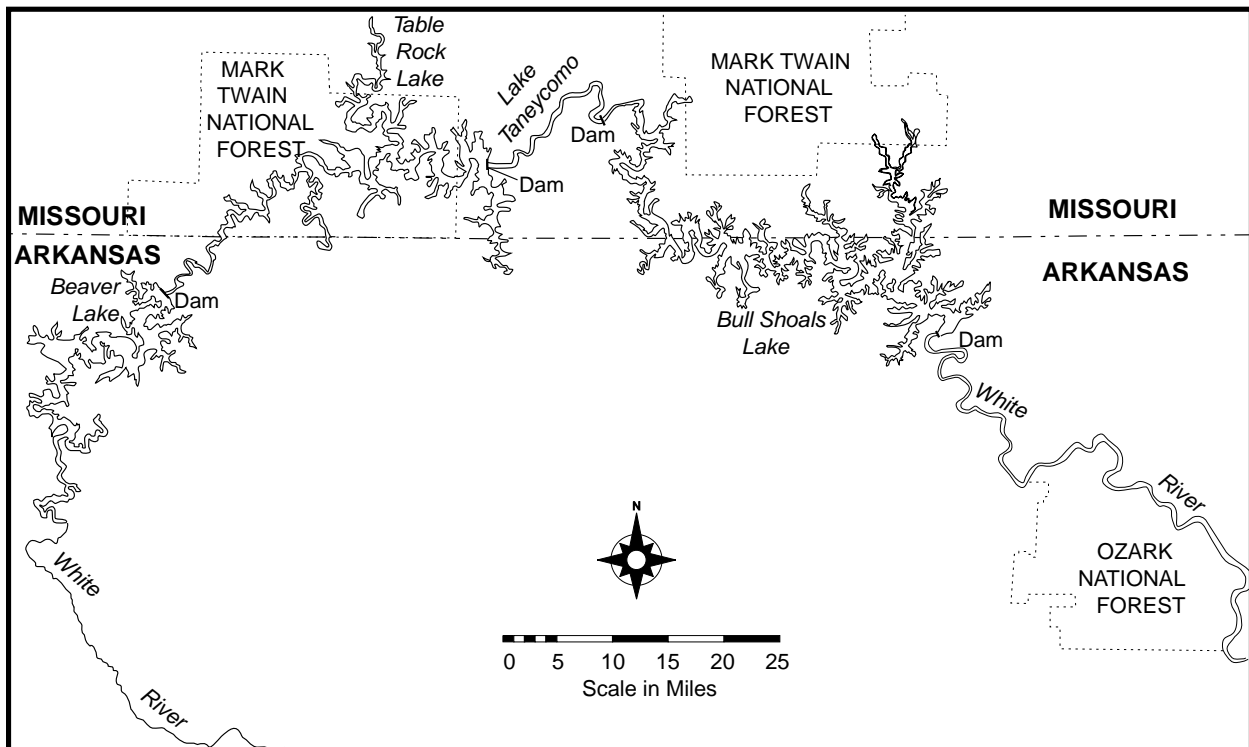 Table
Rock
Lake
MARK
TWAIN
NATIONAL
FOREST
Lake
Taneycomo
Dam
MARK TWAIN
NATIONAL
FOREST
Dam
MISSOURI
ARKANSAS
MISSOURI
ARKANSAS
Beaver
Lake
Dam
Bull Shoals
Lake
Dam
White
River
White
River
OZARK
NATIONAL
FOREST
N
0 5 10 15 20 25
Scale in Miles